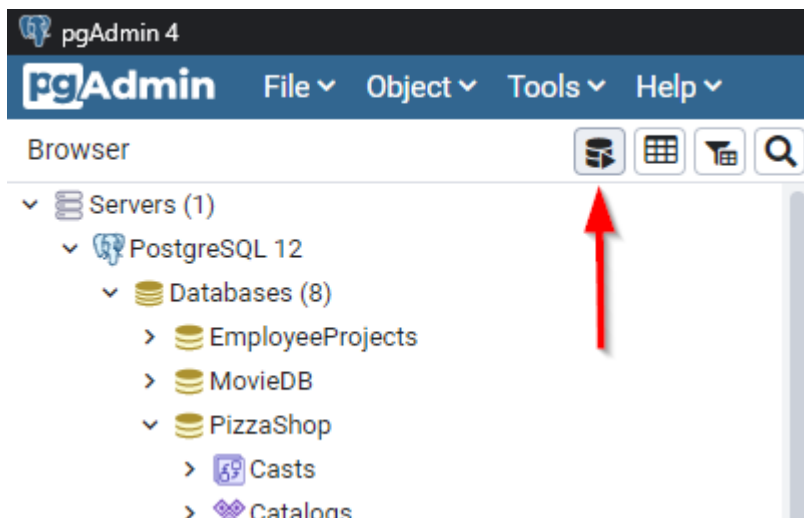 pgAdmin 4
pgAdmin File Object Tools Help
Browser
Servers (1)
PostgreSQL 12
Databases (8)
EmployeeProjects
MovieDB
PizzaShop
Casts
Catalogs